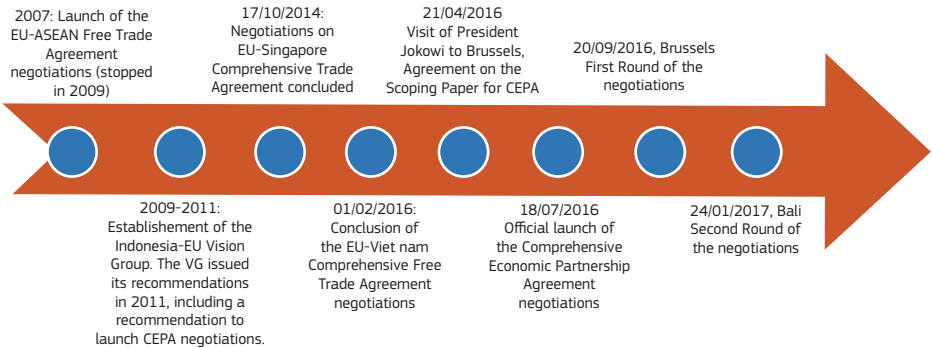 2007: Launch of the
EU-ASEAN Free Trade
Agreement
negotiations (stopped
in 2009)
2009-2011:
Establishement of the
Indonesia-EU Vision
Group. The VG issued
its recommendations
in 2011, including a
recommendation to
launch CEPA negotiations.
17/10/2014:
Negotiations on
EU-Singapore
Comprehensive Trade
Agreement concluded
01/02/2016:
Conclusion of
the EU-Viet nam
Comprehensive Free
Trade Agreement
negotiations
21/04/2016
Visit of President
Jokowi to Brussels,
Agreement on the
Scoping Paper for CEPA
18/07/2016
Official launch of
the Comprehensive
Economic Partnership
Agreement
negotiations
20/09/2016, Brussels
First Round of the
negotiations
24/01/2017, Bali
Second Round of
the negotiations